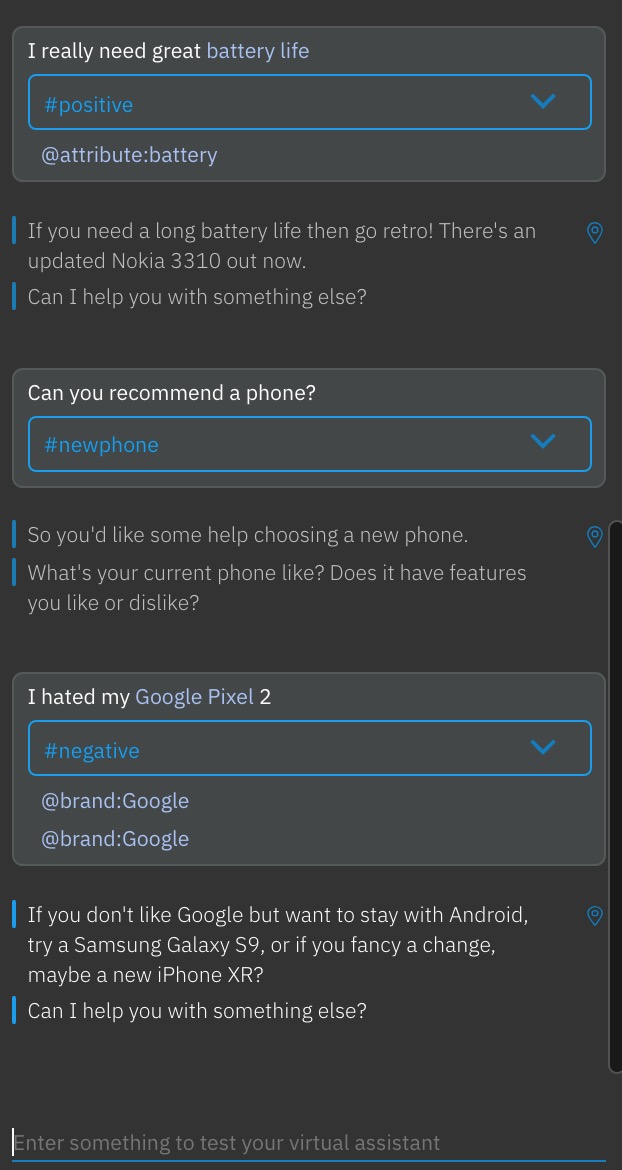 I really need great battery life
#positive
@attribute:battery
If you need a long battery life then go retro! There's an
updated Nokia 3310 out now.
Can I help you with something else?
Can you recommend a phone?
#newphone
So you'd like some help choosing a new phone.
What's your current phone like? Does it have features
you like or dislike?
I hated my Google Pixel 2
#negative
@brand:Google
@brand:Google
If you don't like Google but want to stay with Android,
try a Samsung Galaxy S9, or if you fancy a change,
maybe a new iPhone XR?
Can I help you with something else?
Enter something to test your virtual assistant